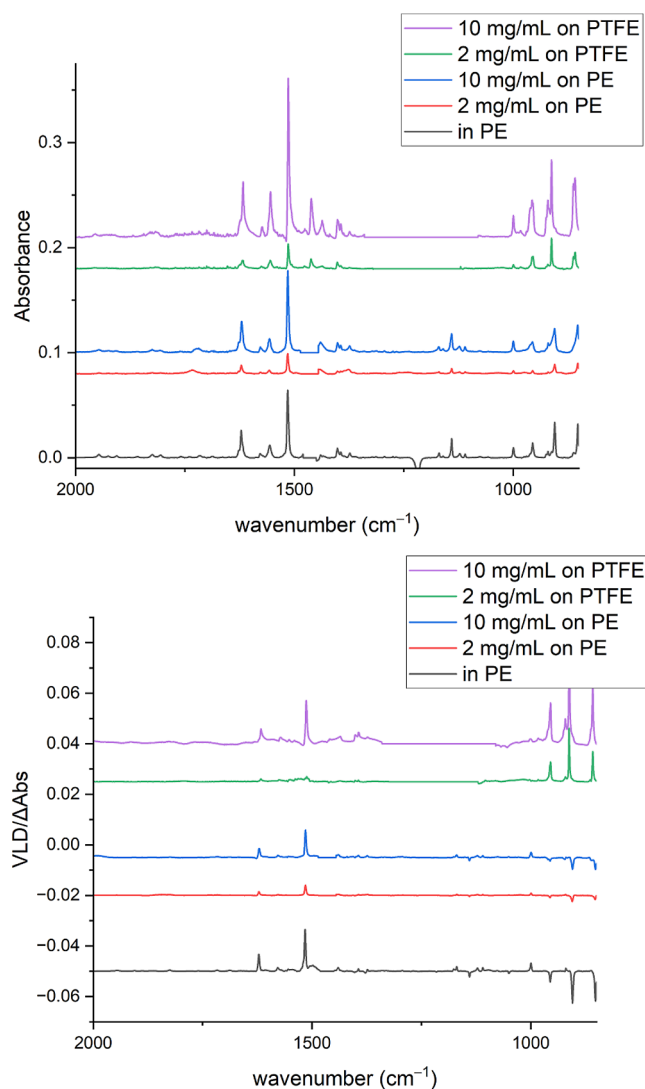 10 mg/mL on PTFE
2 mg/mL on PTFE
10 mg/mL on PE
2 mg/mL on PE
in PE
Absorbance
0.3
0.2
0.1
0.0
2000
1500
1000
wavenumber (cm⁻¹)
10 mg/mL on PTFE
2 mg/mL on PTFE
10 mg/mL on PE
2 mg/mL on PE
in PE
VLD/ΔAbs
0.08
0.06
0.04
0.02
0.00
−0.02
−0.04
−0.06
2000
1500
1000
wavenumber (cm⁻¹)